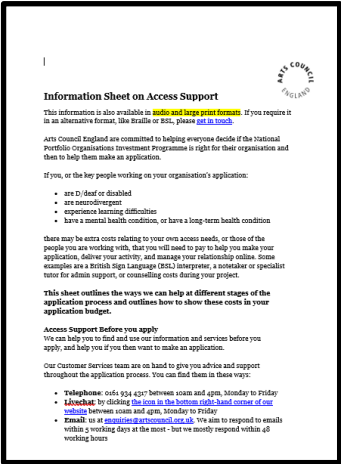 ARTS COUNCIL
ENGLAND
Information Sheet on Access Support
This information is also available in audio and large print formats. If you require it
in an alternative format, like Braille or BSL, please get in touch.
Arts Council England are committed to helping everyone decide if the National
Portfolio Organisations Investment Programme is right for their organisation and
then to help them make an application.
If you, or the key people working on your organisation's application:
• are D/deaf or disabled
• are neurodivergent
• experience learning difficulties
• have a mental health condition, or have a long-term health condition
there may be extra costs relating to your own access needs, or those of the
people you are working with, that you will need to pay to help you make your
application, deliver your activity, and manage your relationship online. Some
examples are a British Sign Language (BSL) interpreter, a notetaker or specialist
tutor for admin support, or counselling costs during your project.
This sheet outlines the ways we can help at different stages of the
application process and outlines how to show these costs in your
application budget.
Access Support Before you apply
We can help you to find and use our information and services before you
apply, and help you if you then want to make an application.
Our Customer Services team are on hand to give you advice and support
throughout the application process. You can find them in these ways:
• Telephone: 0161 934 4317 between 10am and 4pm, Monday to Friday
• Livechat: by clicking the icon in the bottom right-hand corner of our
website between 10am and 4pm, Monday to Friday
• Email: us at enquiries@artscouncil.org.uk. We aim to respond to emails
within 5 working days at the most - but we mostly respond within 48
working hours